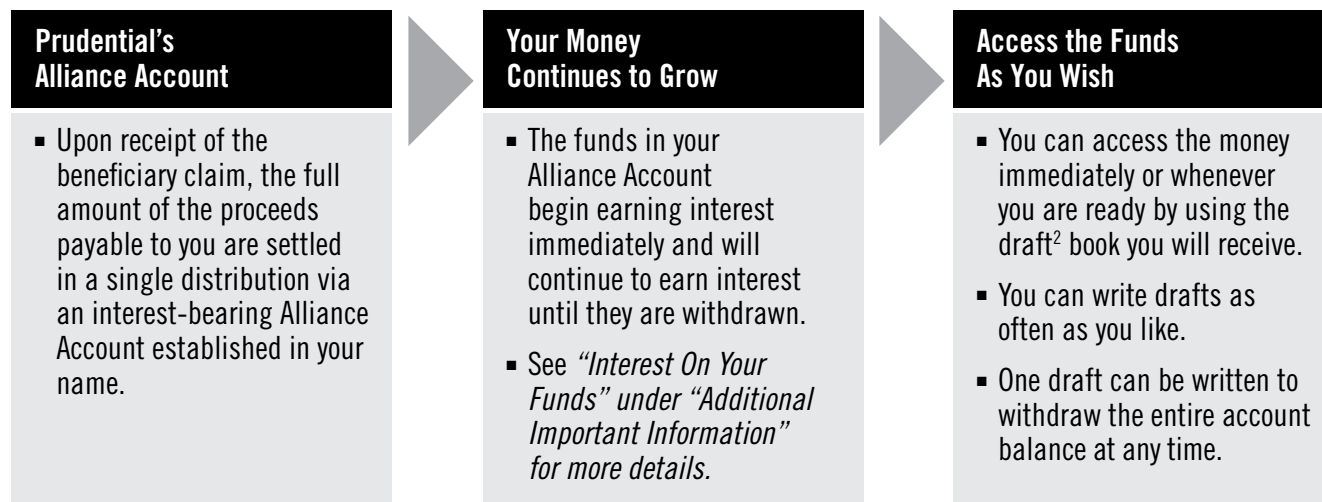 Prudential’s
Alliance Account
▪ Upon receipt of the
beneficiary claim, the full
amount of the proceeds
payable to you are settled
in a single distribution via
an interest-bearing Alliance
Account established in your
name.
Your Money
Continues to Grow
▪ The funds in your
Alliance Account
begin earning interest
immediately and will
continue to earn interest
until they are withdrawn.
▪ See “Interest On Your
Funds” under “Additional
Important Information”
for more details.
Access the Funds
As You Wish
▪ You can access the money
immediately or whenever
you are ready by using the
draft² book you will receive.
▪ You can write drafts as
often as you like.
▪ One draft can be written to
withdraw the entire account
balance at any time.